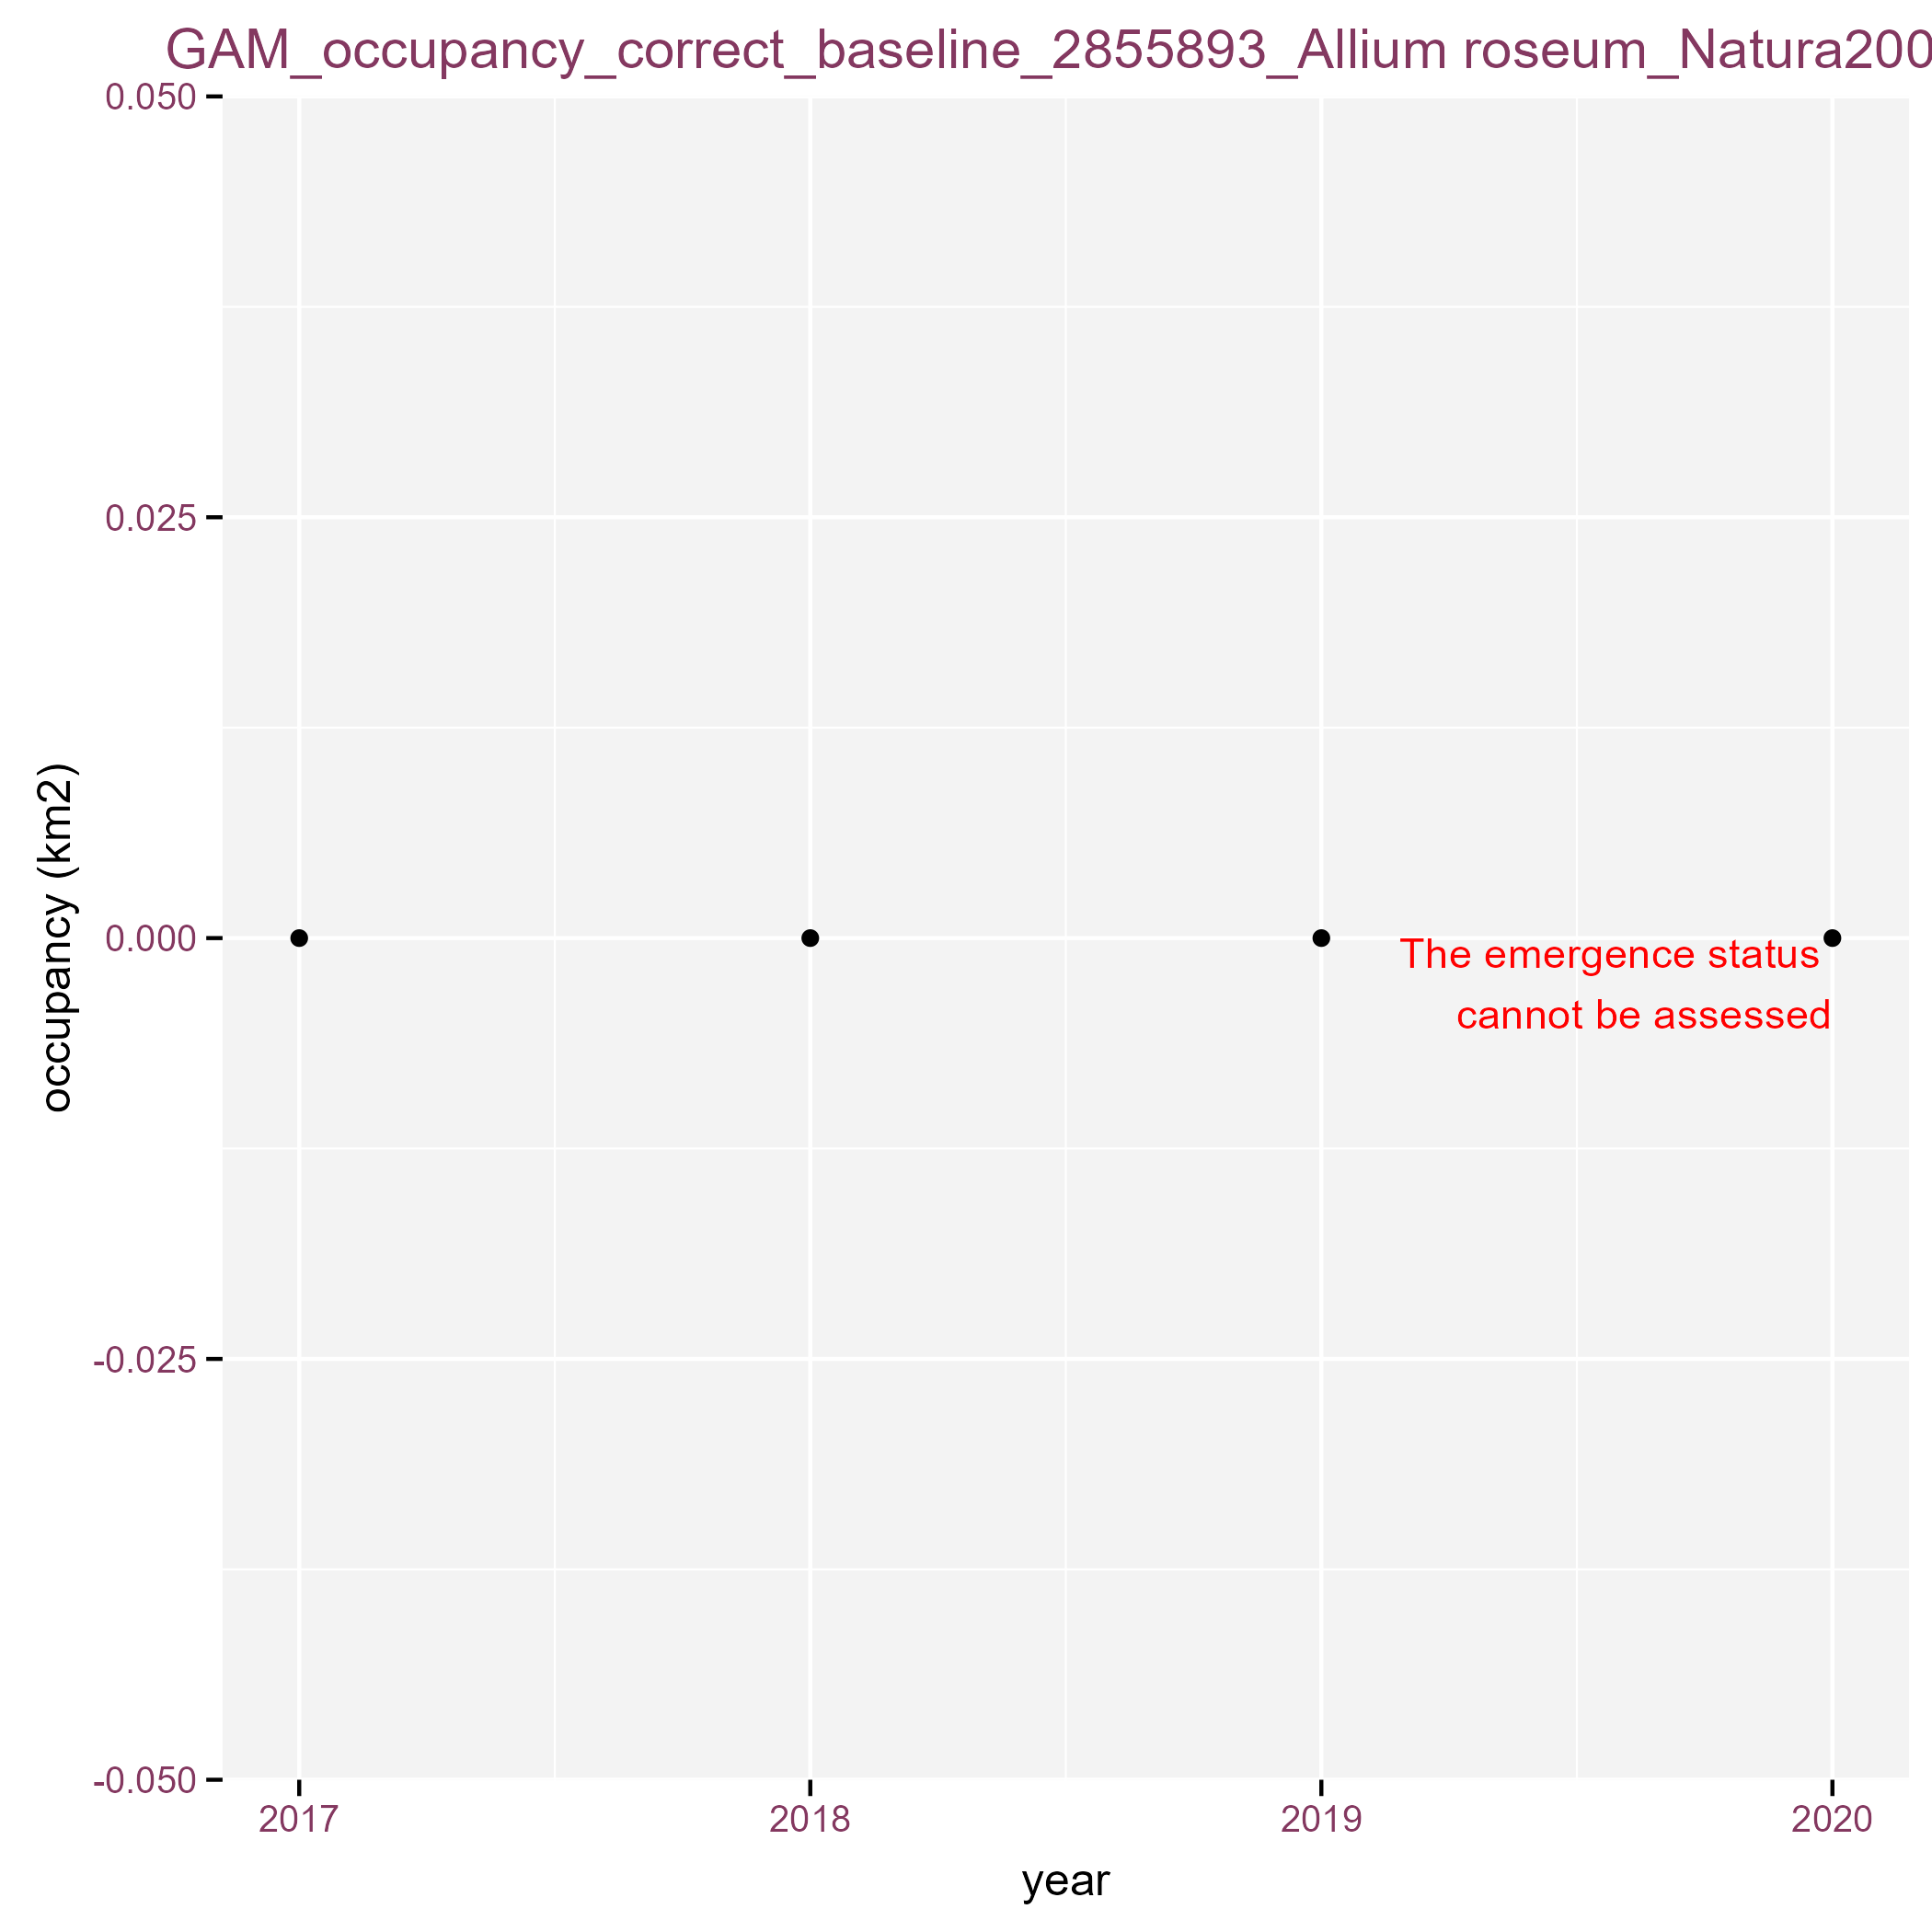 GAM_occupancy_correct_baseline_2855893_Allium roseum_Natura200
0.050
0.025
0.000
-0.025
-0.050
occupancy (km2)
The emergence status
cannot be assessed
2017 2018 2019 2020
year